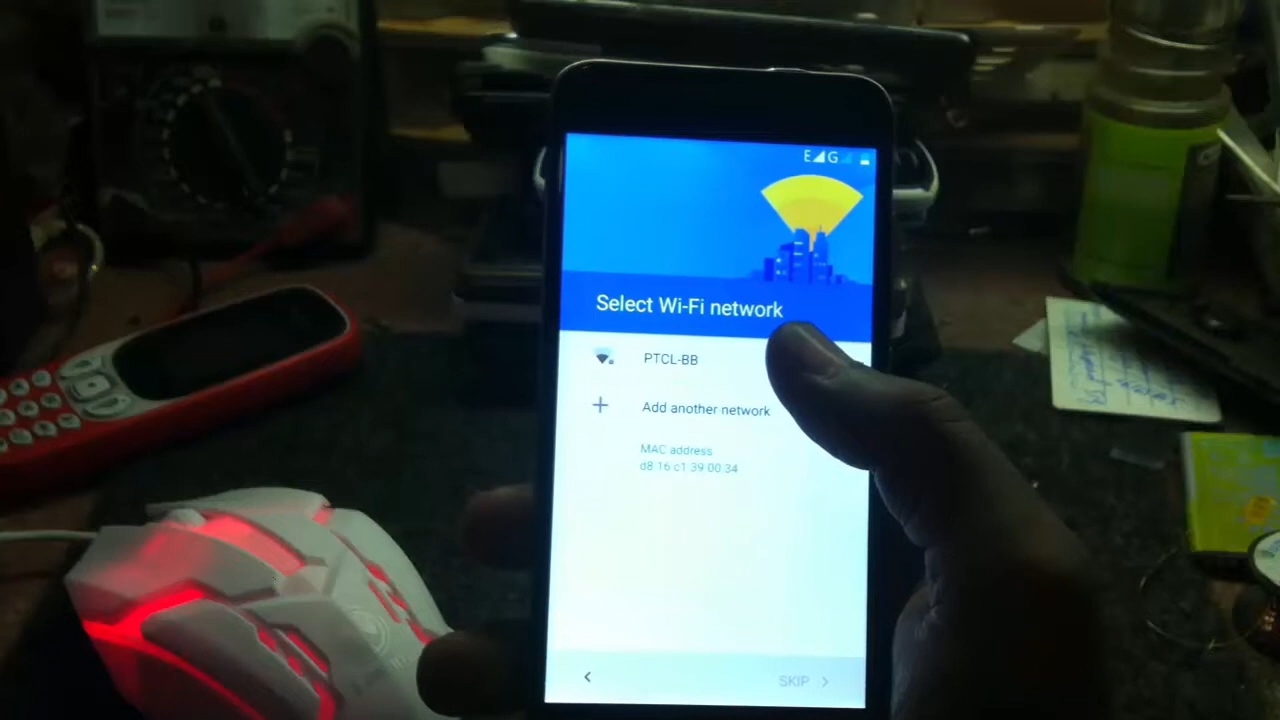 E G
Select Wi-Fi network
PTCL-BB
Add another network
MAC address
d8:16:c1:39:00:34
SKIP